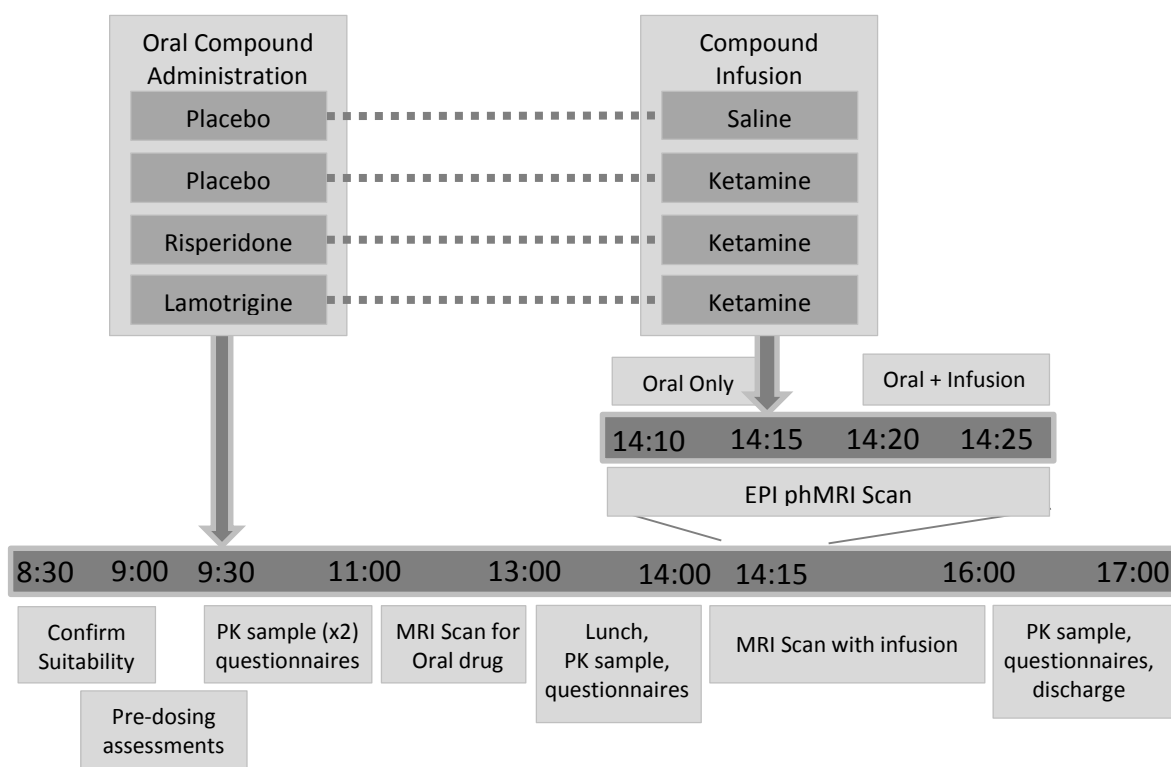 Oral Compound
Administration
Placebo
Placebo
Risperidone
Lamotrigine
Compound
Infusion
Saline
Ketamine
Ketamine
Ketamine
Oral Only
Oral + Infusion
14:10 14:15 14:20 14:25
EPI phMRI Scan
8:30 9:00 9:30 11:00 13:00 14:00 14:15 16:00 17:00
Confirm
Suitability
Pre-dosing
assessments
PK sample (x2)
questionnaires
MRI Scan for
Oral drug
Lunch,
PK sample,
questionnaires
MRI Scan with infusion
PK sample,
questionnaires,
discharge